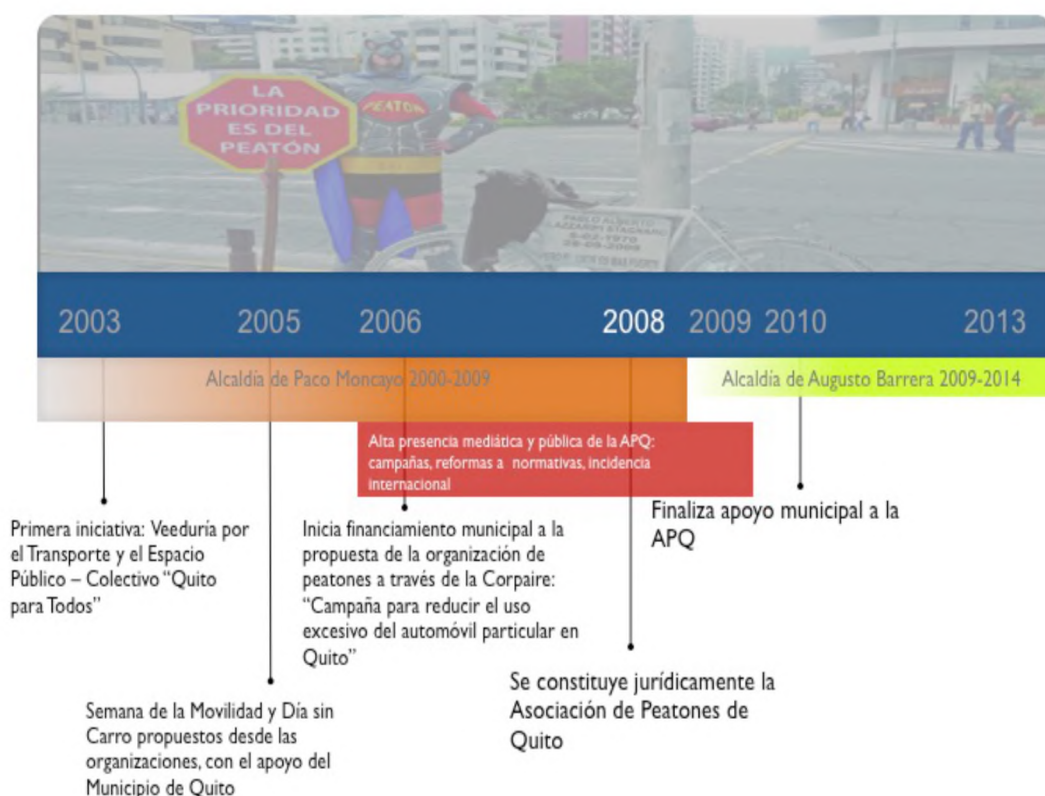 LA
PRIORIDAD
ES DEL
PEATÓN
PEATON
PABLO ALBERTO
LAZZARINI STAGNARO
2003 2005 2006 2008 2009 2010 2013
Alcaldía de Paco Moncayo 2000-2009
Alcaldía de Augusto Barrera 2009-2014
Alta presencia mediática y pública de la APQ:
campañas, reformas a normativas, incidencia
internacional
Primera iniciativa: Veeduría por
el Transporte y el Espacio
Público – Colectivo “Quito
para Todos”
Semana de la Movilidad y Día sin
Carro propuestos desde las
organizaciones, con el apoyo del
Municipio de Quito
Inicia financiamiento municipal a la
propuesta de la organización de
peatones a través de la Corpaire:
“Campaña para reducir el uso
excesivo del automóvil particular en
Quito”
Se constituye jurídicamente la
Asociación de Peatones de
Quito
Finaliza apoyo municipal a la
APQ